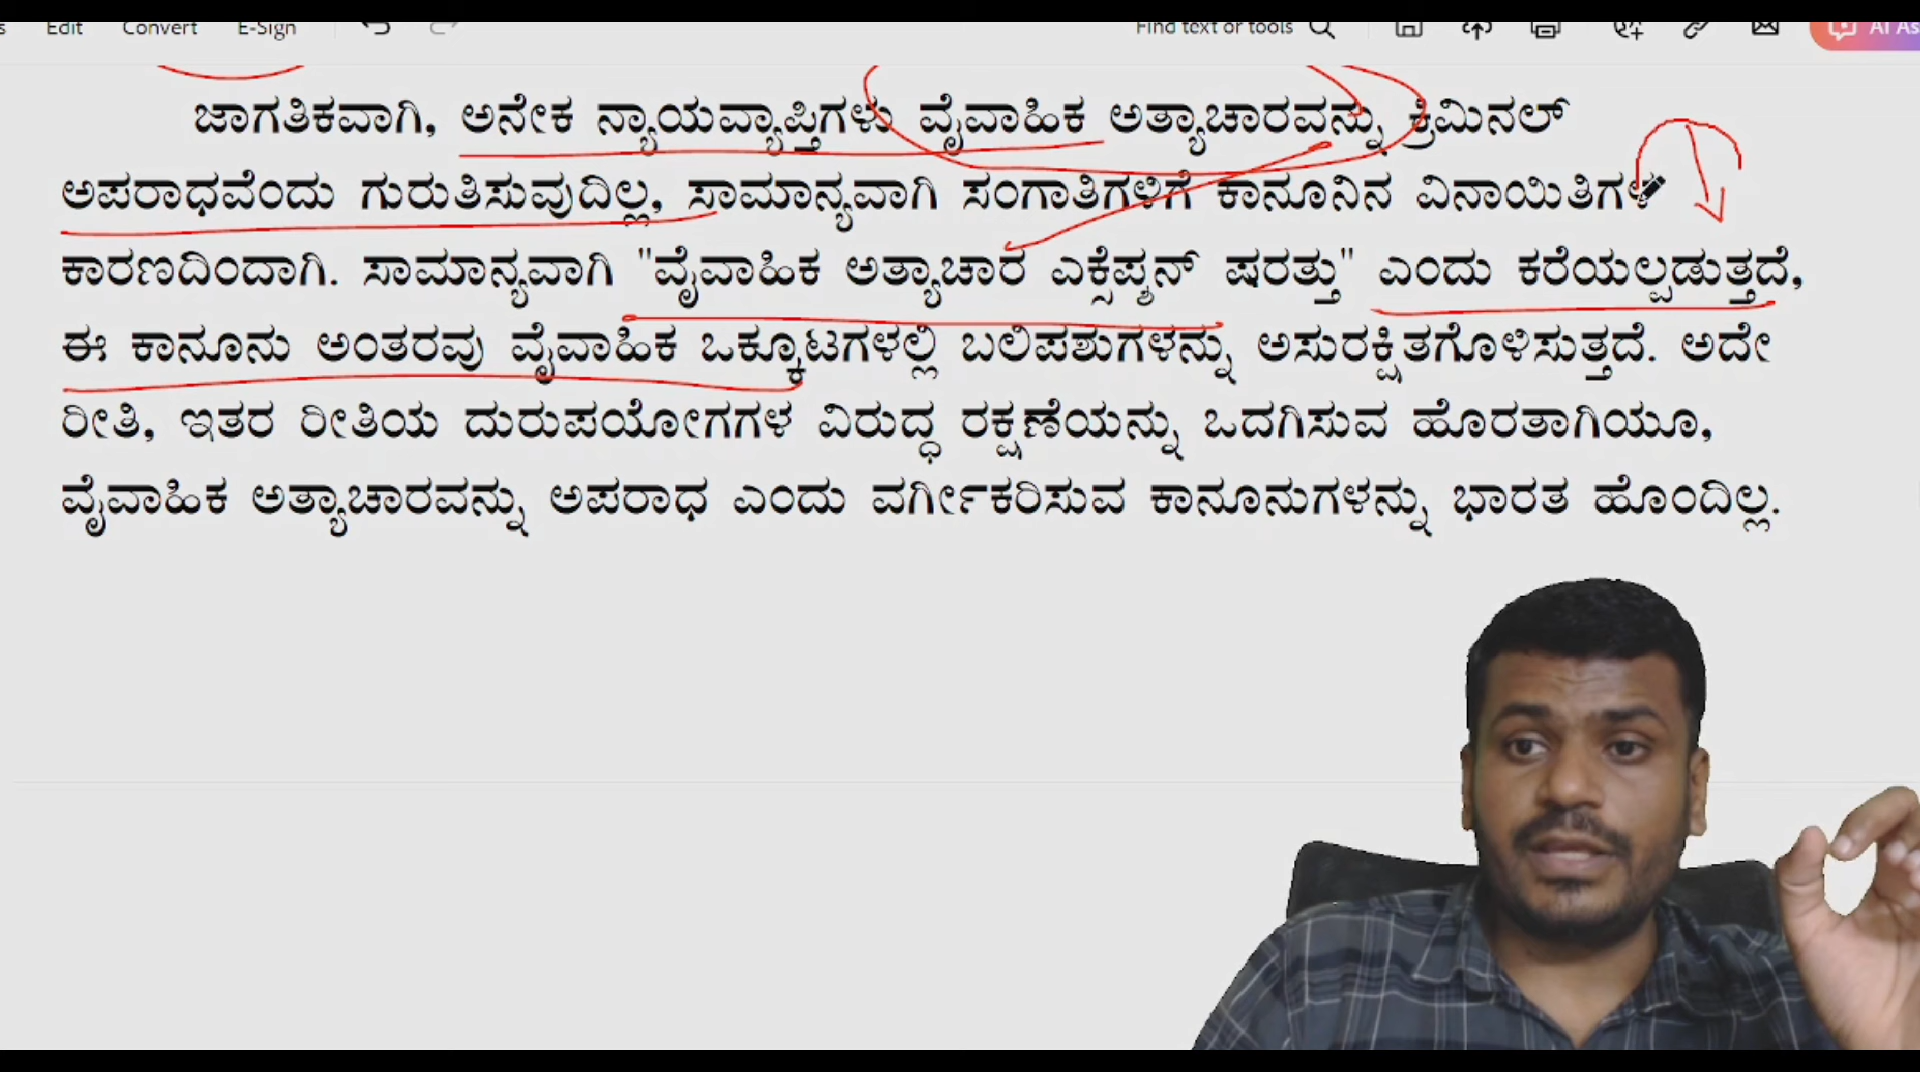 Edit Convert E-Sign Find text or tools
ಜಾಗತಿಕವಾಗಿ, ಅನೇಕ ನ್ಯಾಯವ್ಯಾಪ್ತಿಗಳು ವೈವಾಹಿಕ ಅತ್ಯಾಚಾರವನ್ನು ಕ್ರಿಮಿನಲ್
ಅಪರಾಧವೆಂದು ಗುರುತಿಸುವುದಿಲ್ಲ, ಸಾಮಾನ್ಯವಾಗಿ ಸಂಗಾತಿಗಳಿಗೆ ಕಾನೂನಿನ ವಿನಾಯಿತಿಗಳ
ಕಾರಣದಿಂದಾಗಿ. ಸಾಮಾನ್ಯವಾಗಿ "ವೈವಾಹಿಕ ಅತ್ಯಾಚಾರ ಎಕ್ಸೆಪ್ಶನ್ ಷರತ್ತು" ಎಂದು ಕರೆಯಲ್ಪಡುತ್ತದೆ,
ಈ ಕಾನೂನು ಅಂತರವು ವೈವಾಹಿಕ ಒಕ್ಕೂಟಗಳಲ್ಲಿ ಬಲಿಪಶುಗಳನ್ನು ಅಸುರಕ್ಷಿತಗೊಳಿಸುತ್ತದೆ. ಅದೇ
ರೀತಿ, ಇತರ ರೀತಿಯ ದುರುಪಯೋಗಗಳ ವಿರುದ್ಧ ರಕ್ಷಣೆಯನ್ನು ಒದಗಿಸುವ ಹೊರತಾಗಿಯೂ,
ವೈವಾಹಿಕ ಅತ್ಯಾಚಾರವನ್ನು ಅಪರಾಧ ಎಂದು ವರ್ಗೀಕರಿಸುವ ಕಾನೂನುಗಳನ್ನು ಭಾರತ ಹೊಂದಿಲ್ಲ.